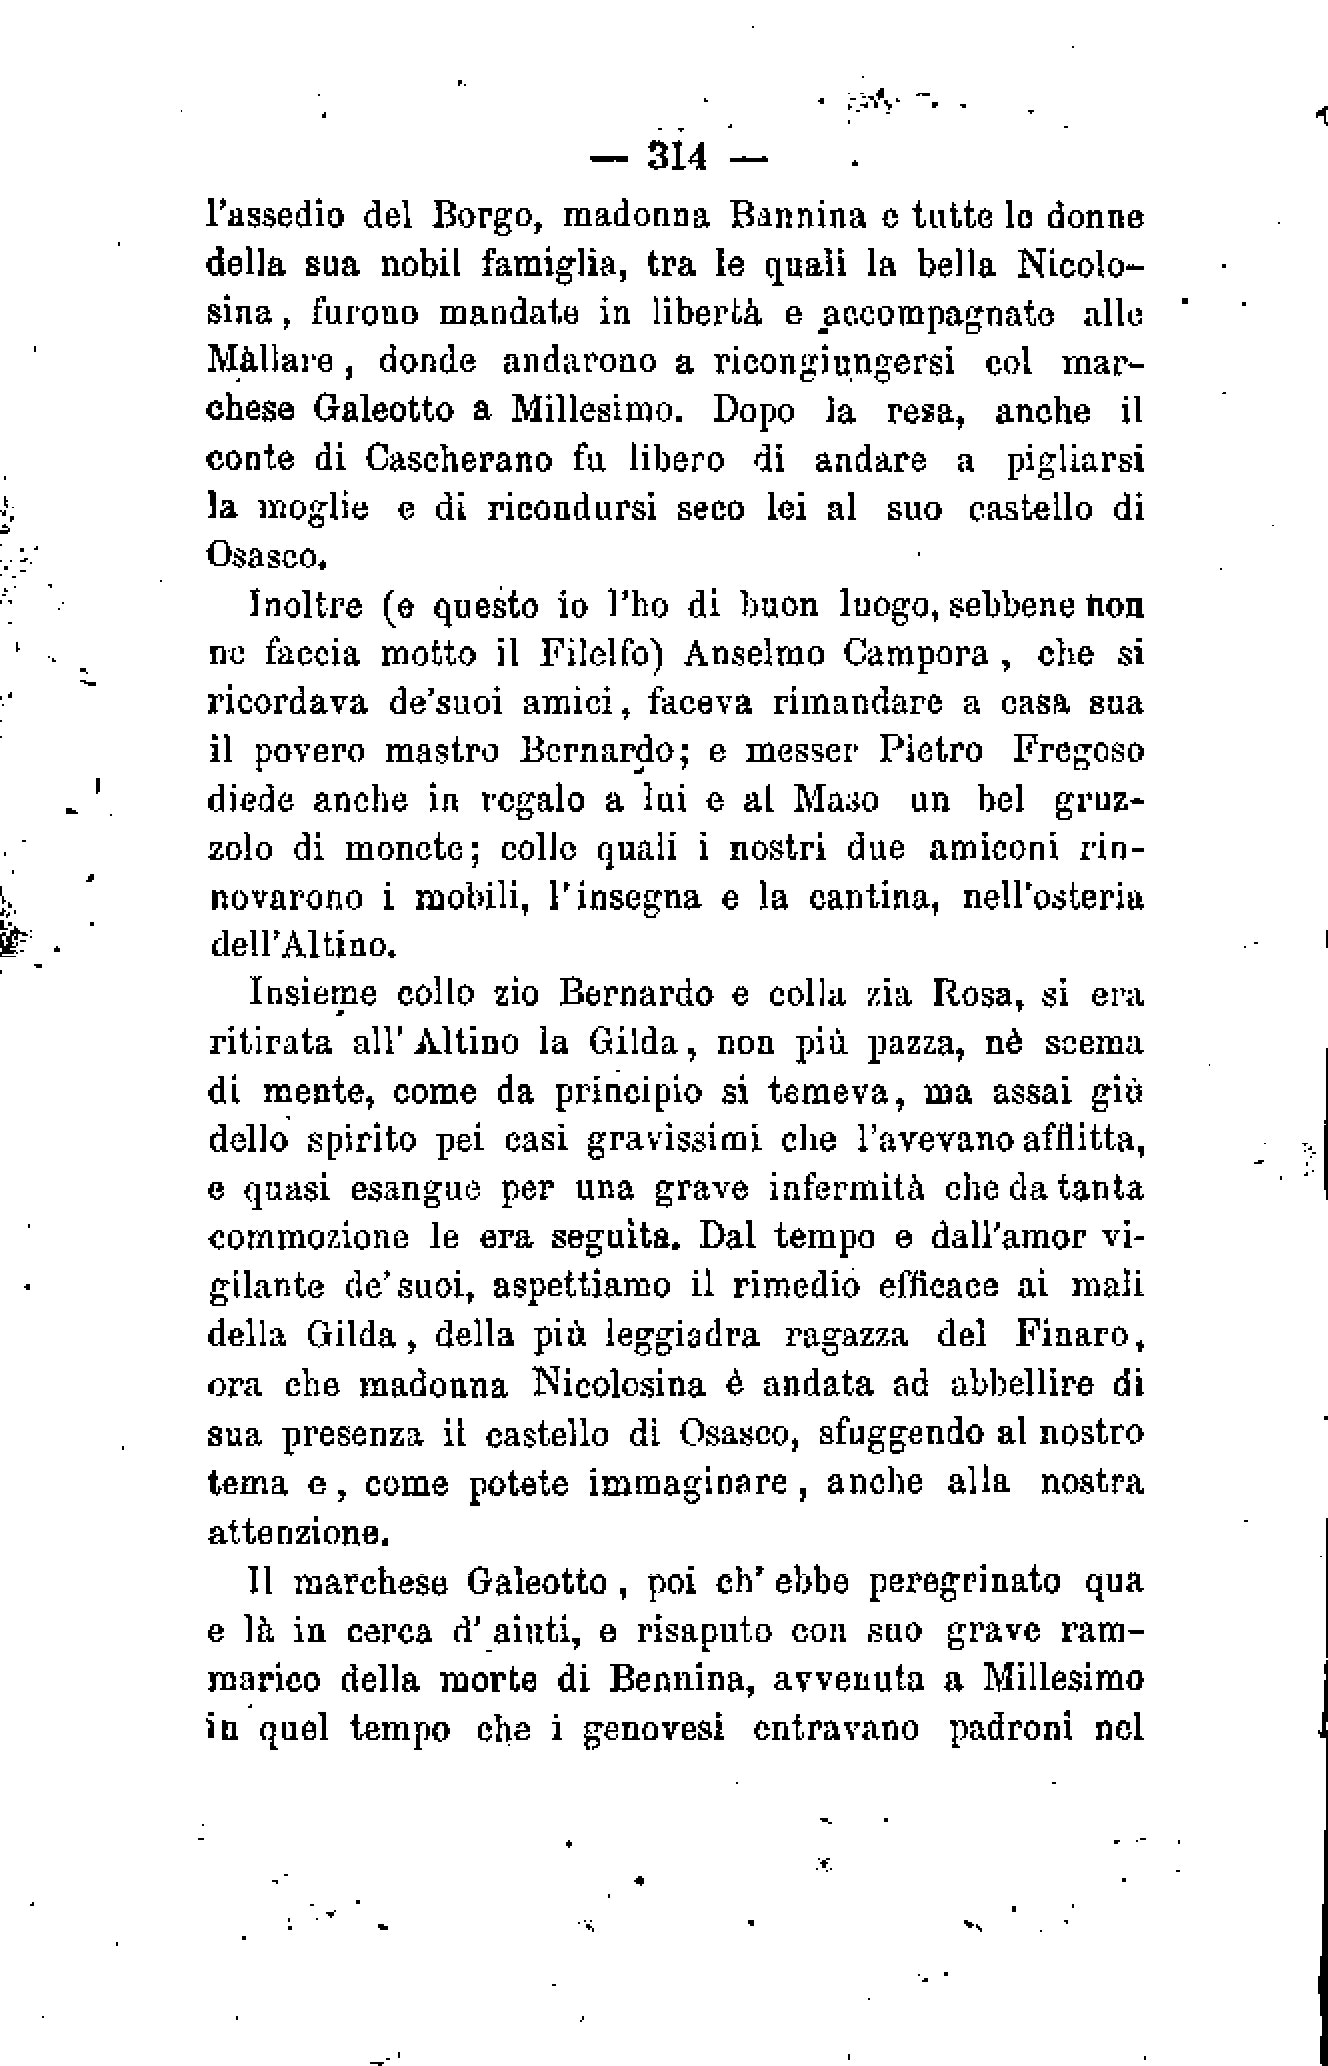 — 314 —
l'assedio del Borgo, madonna Bannina e tutte le donne
della sua nobil famiglia, tra le quali la bella Nicolo-
sina, furono mandate in libertà e accompagnate alle
Màllare, donde andarono a ricongiungersi col mar-
chese Galeotto a Millesimo. Dopo la resa, anche il
conte di Cascherano fu libero di andare a pigliarsi
la moglie e di ricondursi seco lei al suo castello di
Osasco.
Inoltre (e questo io l'ho di buon luogo, sebbene non
ne faccia motto il Filelfo) Anselmo Campora, che si
ricordava de'suoi amici, faceva rimandare a casa sua
il povero mastro Bernardo; e messer Pietro Fregoso
diede anche in regalo a lui e al Maso un bel gruz-
zolo di monete; colle quali i nostri due amiconi rin-
novarono i mobili, l'insegna e la cantina, nell'osteria
dell'Altino.
Insieme collo zio Bernardo e colla zia Rosa, si era
ritirata all'Altino la Gilda, non più pazza, nè scema
di mente, come da principio si temeva, ma assai giù
dello spirito pei casi gravissimi che l'avevano afflitta,
e quasi esangue per una grave infermità che da tanta
commozione le era seguita. Dal tempo e dall'amor vi-
gilante de'suoi, aspettiamo il rimedio efficace ai mali
della Gilda, della più leggiadra ragazza del Finaro,
ora che madonna Nicolosina è andata ad abbellire di
sua presenza il castello di Osasco, sfuggendo al nostro
tema e, come potete immaginare, anche alla nostra
attenzione.
Il marchese Galeotto, poi ch'ebbe peregrinato qua
e là in cerca d'aiuti, e risaputo con suo grave ram-
marico della morte di Bennina, avvenuta a Millesimo
in quel tempo che i genovesi entravano padroni nel